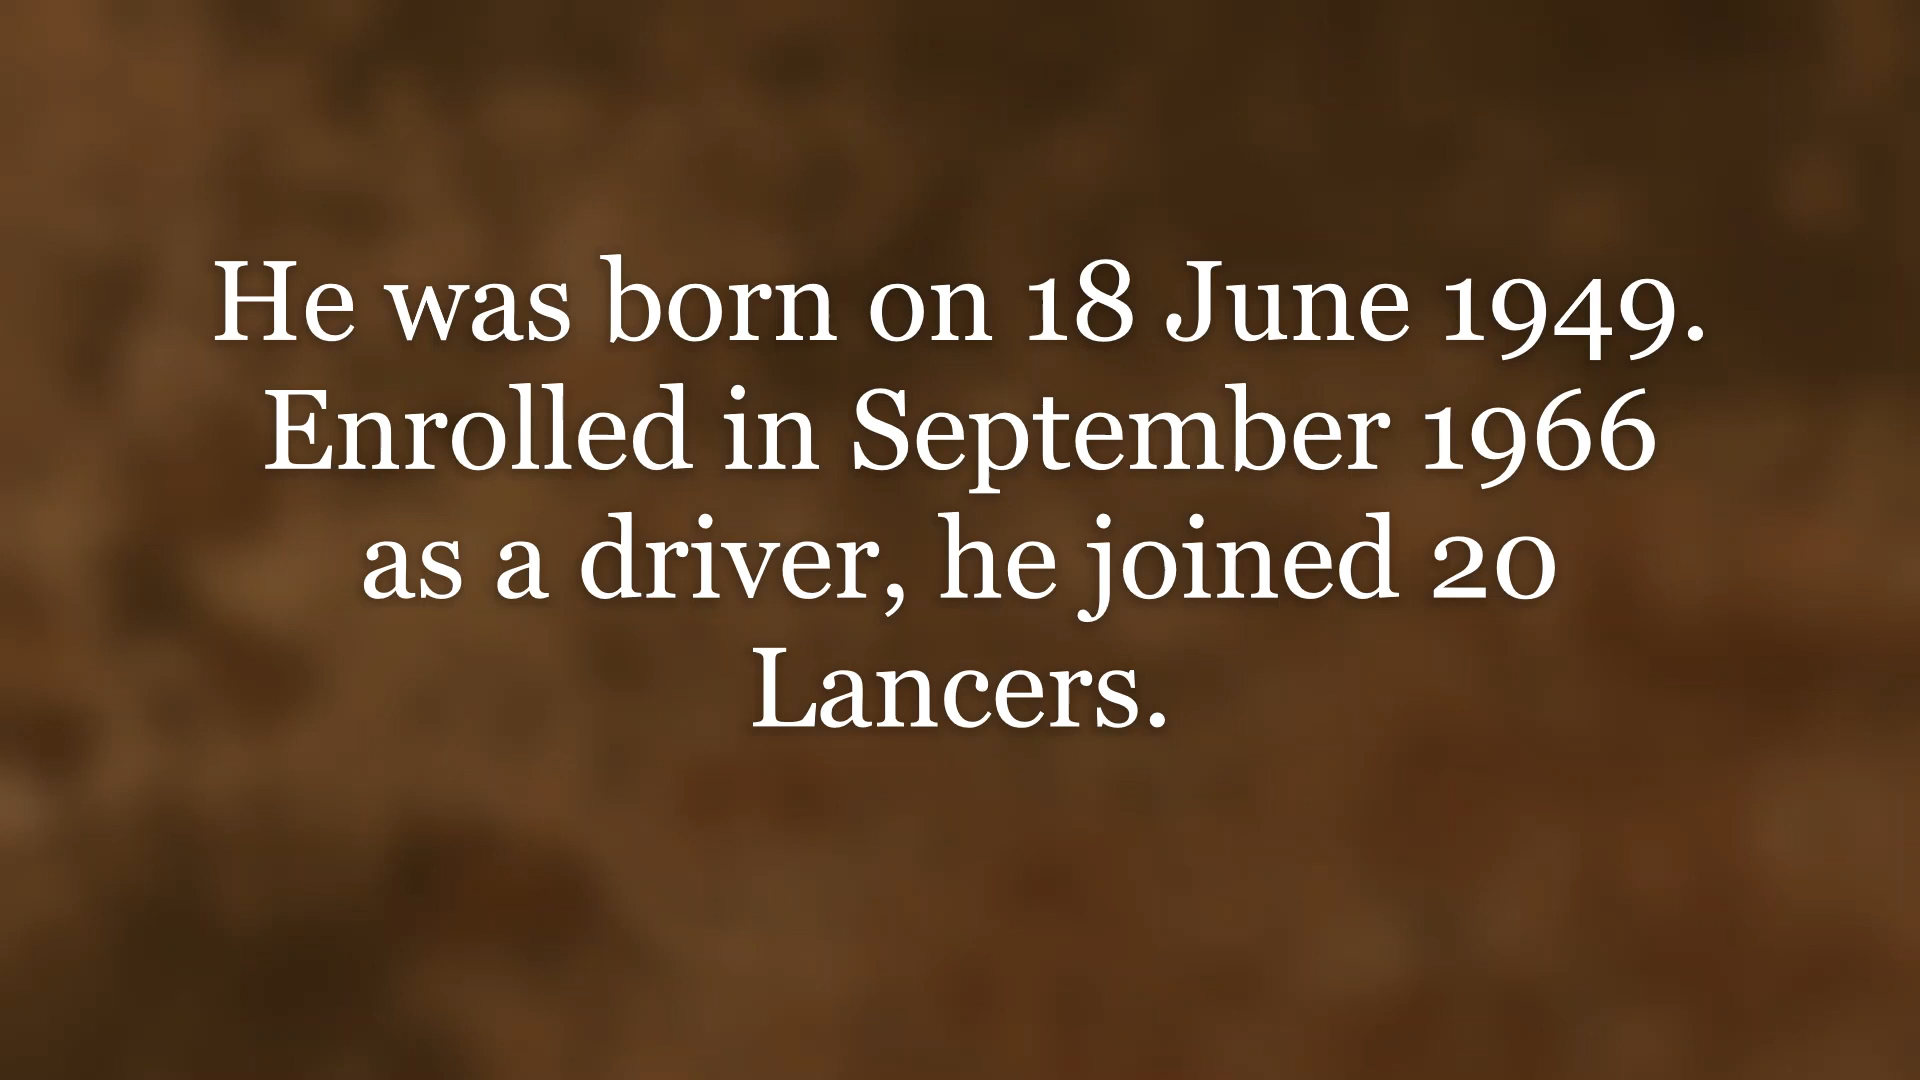 He was born on 18 June 1949.
Enrolled in September 1966
as a driver, he joined 20
Lancers.